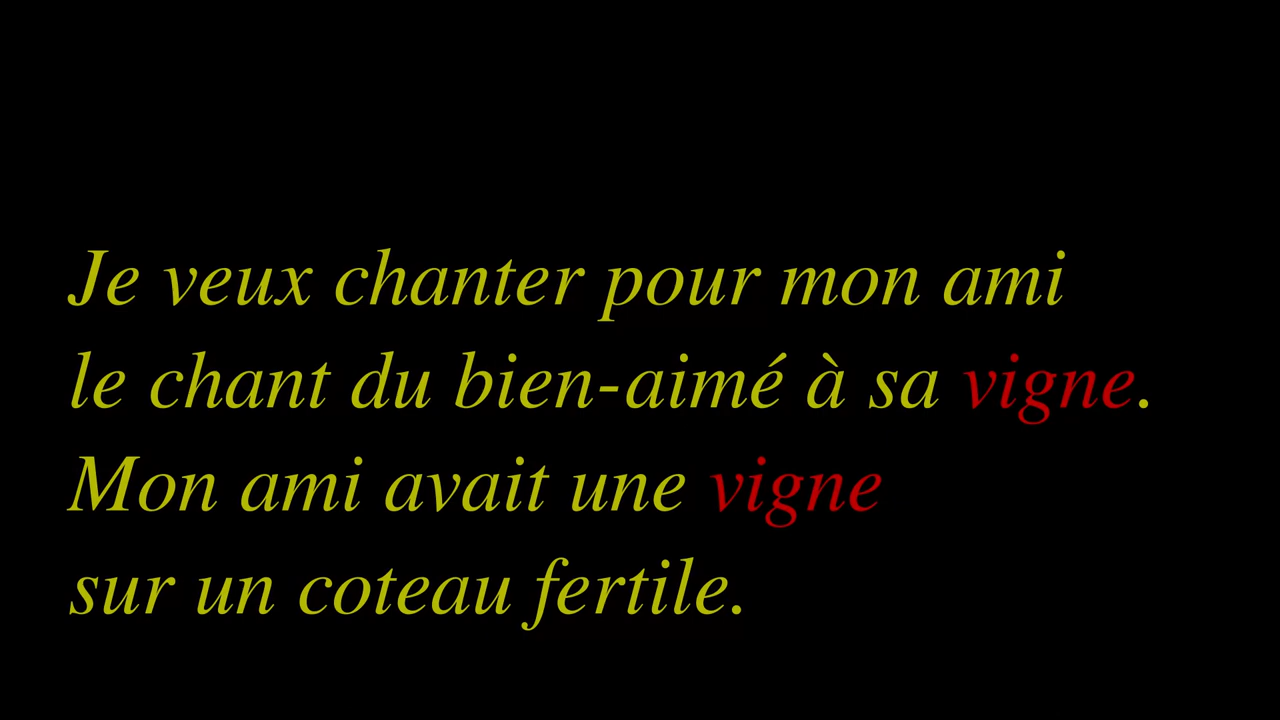 Je veux chanter pour mon ami
le chant du bien-aimé à sa vigne.
Mon ami avait une vigne
sur un coteau fertile.